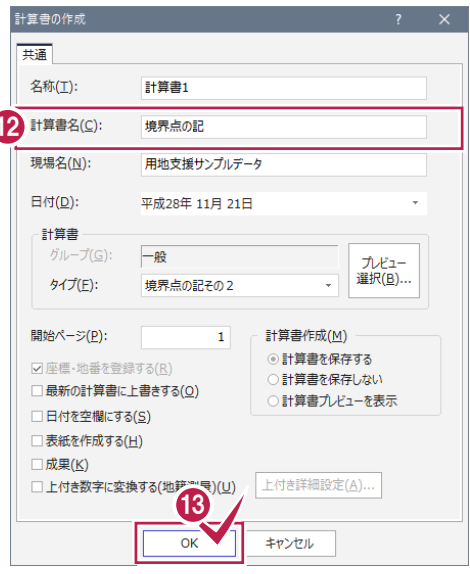 計算書の作成 ? ×
共通
名称(T): 計算書1
⑫ 計算書名(C): 境界点の記
現場名(N): 用地支援サンプルデータ
日付(D): 平成28年 11月 21日
計算書
グループ(G): 一般
タイプ(E): 境界点の記その2
プレビュー
選択(B)...
開始ページ(P): 1
座標・地番を登録する(R)
最新の計算書に上書きする(O)
日付を空欄にする(S)
表紙を作成する(H)
成果(K)
上付き数字に変換する(地籍測量)(U)
計算書作成(M)
計算書を保存する
計算書を保存しない
計算書プレビューを表示
上付き詳細設定(A)...
⑬
OK キャンセル